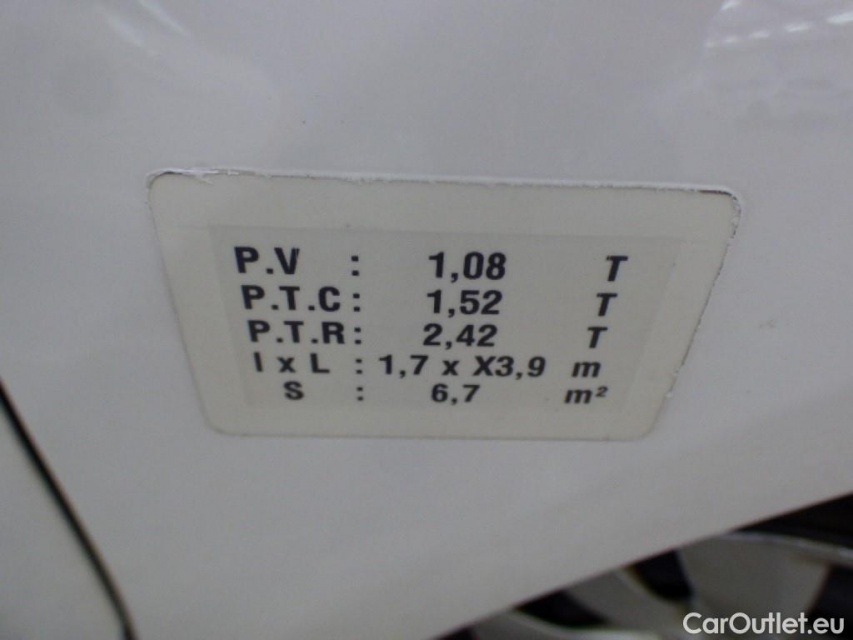 P.V : 1,08 T
P.T.C: 1,52 T
P.T.R: 2,42 T
l x L : 1,7 x X3,9 m
S : 6,7 m²
CarOutlet.eu